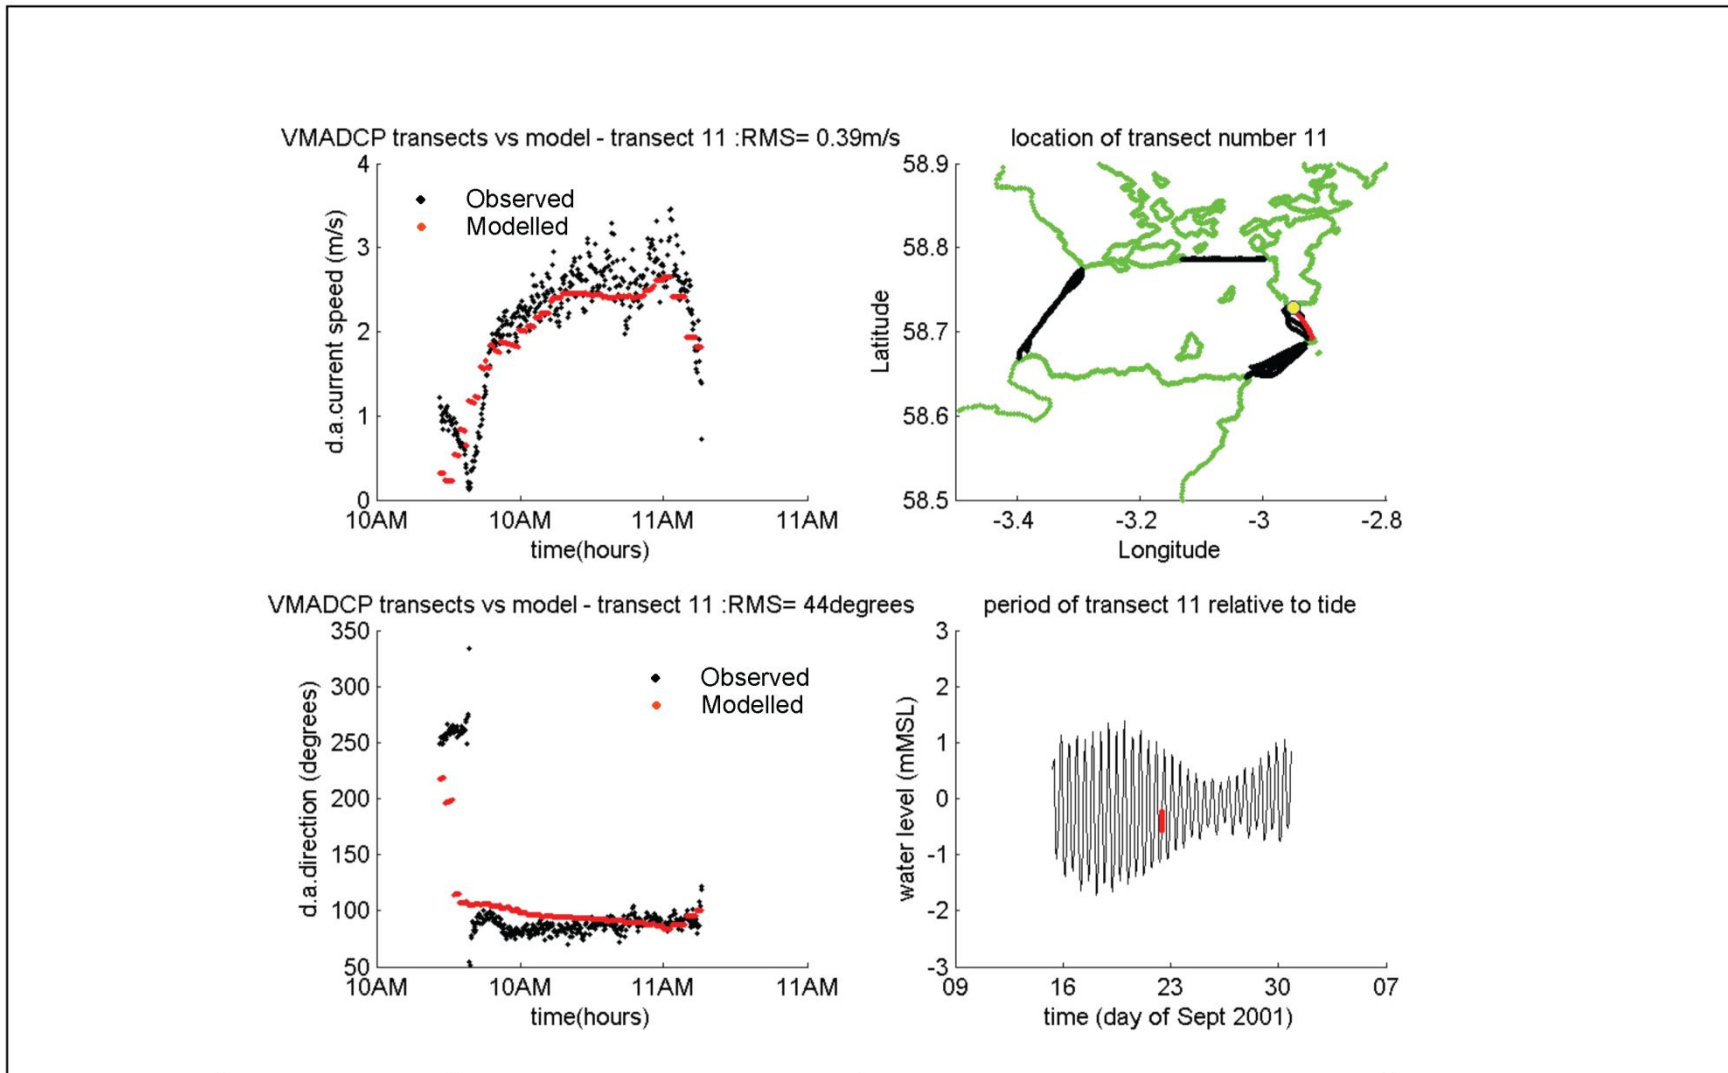 VMADCP transects vs model - transect 11 :RMS= 0.39m/s
4
3
2
1
0
d.a.current speed (m/s)
Observed
Modelled
10AM 10AM 11AM 11AM
time(hours)
location of transect number 11
58.9
58.8
58.7
58.6
58.5
Latitude
-3.4 -3.2 -3 -2.8
Longitude
VMADCP transects vs model - transect 11 :RMS= 44degrees
350
300
250
200
150
100
50
d.a.direction (degrees)
Observed
Modelled
10AM 10AM 11AM 11AM
time(hours)
period of transect 11 relative to tide
3
2
1
0
-1
-2
-3
water level (mMSL)
09 16 23 30 07
time (day of Sept 2001)